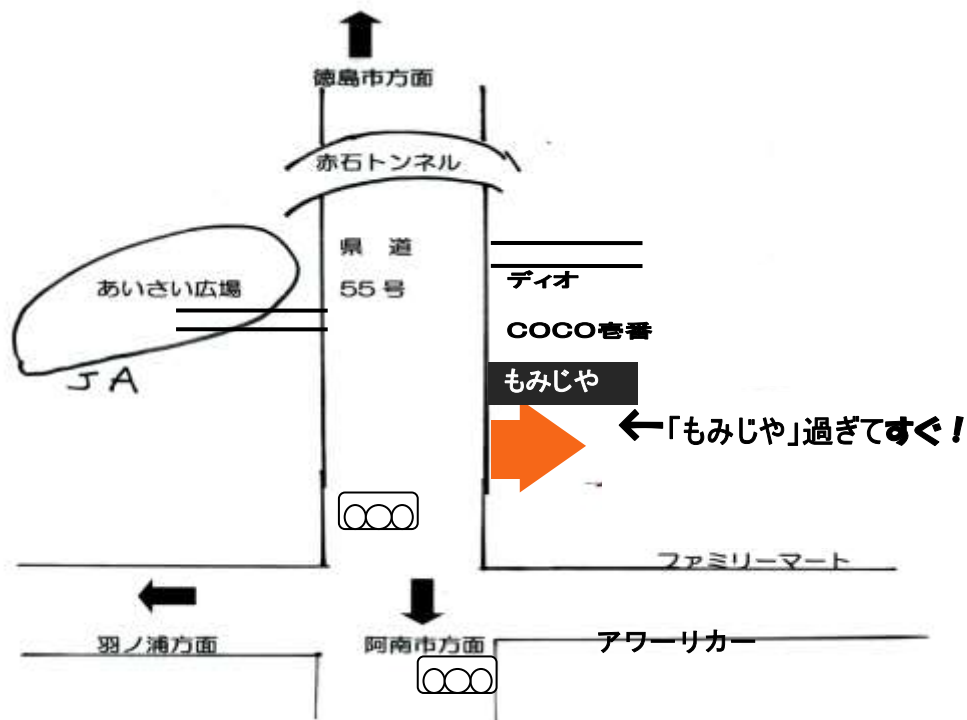 徳島市方面
赤石トンネル
県　道
55号
あいさい広場
JA
ディオ
COCO壱番
もみじや
←「もみじや」過ぎてすぐ！
ファミリーマート
羽ノ浦方面
阿南市方面
アワーリカー